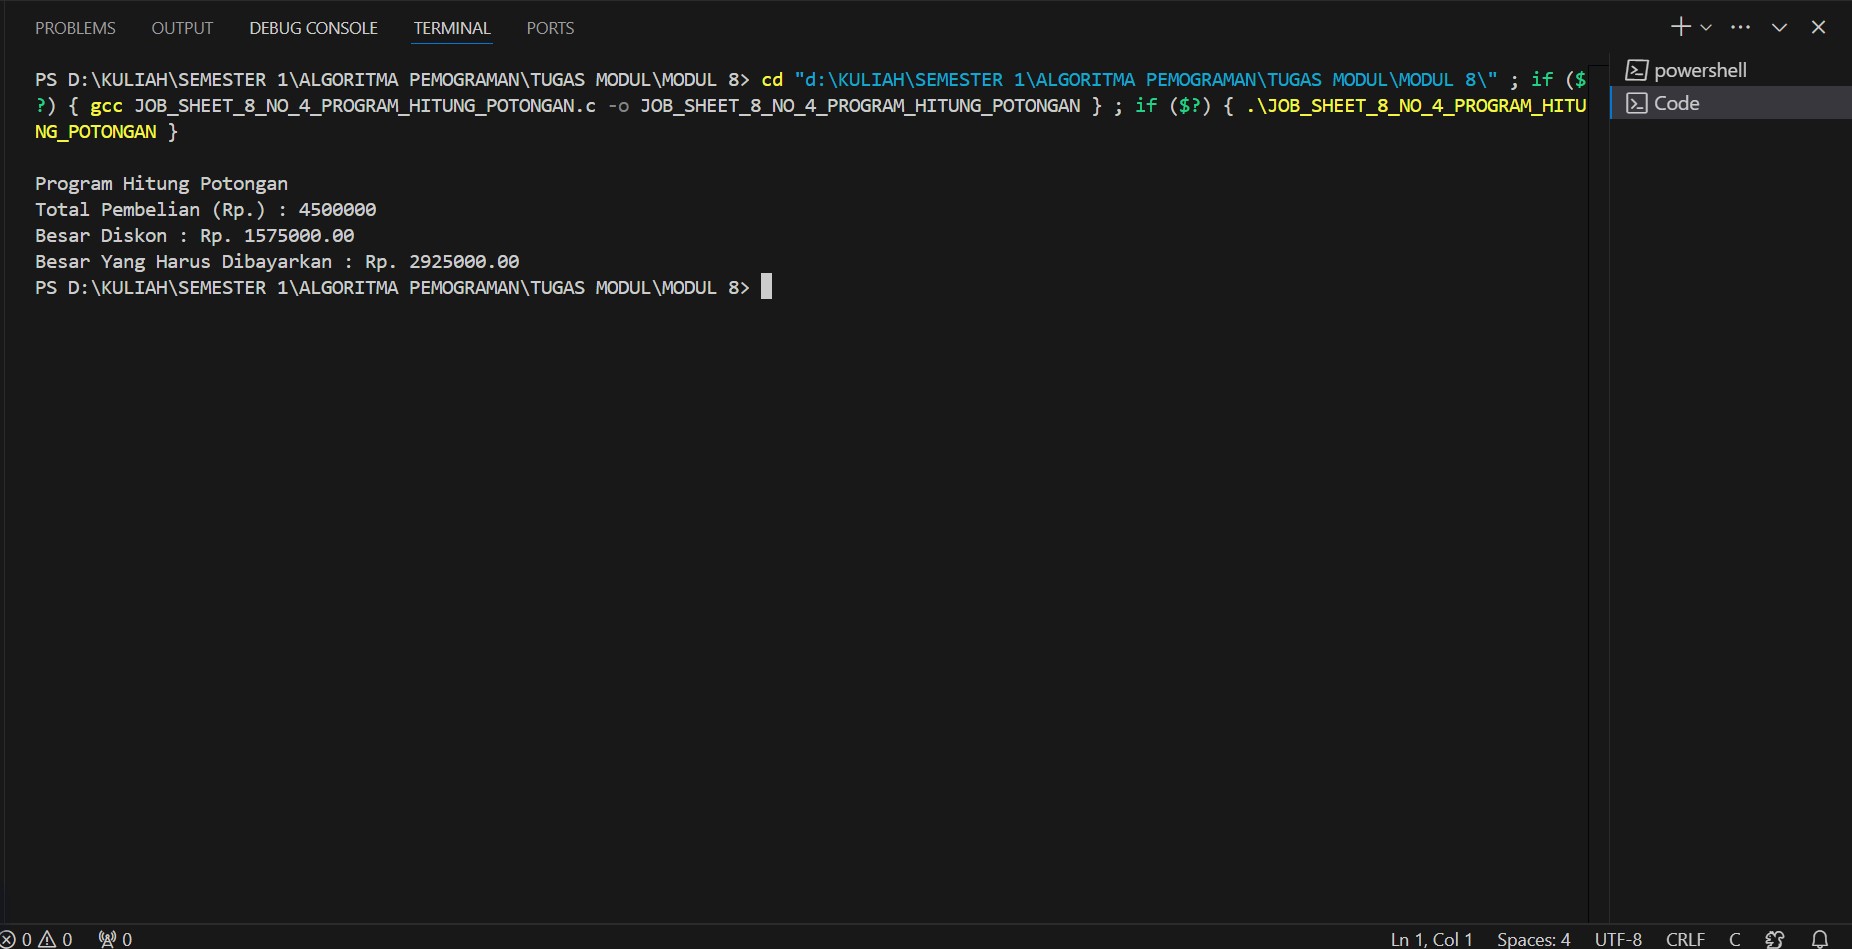 PROBLEMS OUTPUT DEBUG CONSOLE TERMINAL PORTS
PS D:\KULIAH\SEMESTER 1\ALGORITMA PEMOGRAMAN\TUGAS MODUL\MODUL 8> cd "d:\KULIAH\SEMESTER 1\ALGORITMA PEMOGRAMAN\TUGAS MODUL\MODUL 8\" ; if ($
?) { gcc JOB_SHEET_8_NO_4_PROGRAM_HITUNG_POTONGAN.c -o JOB_SHEET_8_NO_4_PROGRAM_HITUNG_POTONGAN } ; if ($?) { .\JOB_SHEET_8_NO_4_PROGRAM_HITU
NG_POTONGAN }
Program Hitung Potongan
Total Pembelian (Rp.) : 4500000
Besar Diskon : Rp. 1575000.00
Besar Yang Harus Dibayarkan : Rp. 2925000.00
PS D:\KULIAH\SEMESTER 1\ALGORITMA PEMOGRAMAN\TUGAS MODUL\MODUL 8>
powershell
Code
0 0 0 Ln 1, Col 1 Spaces: 4 UTF-8 CRLF C